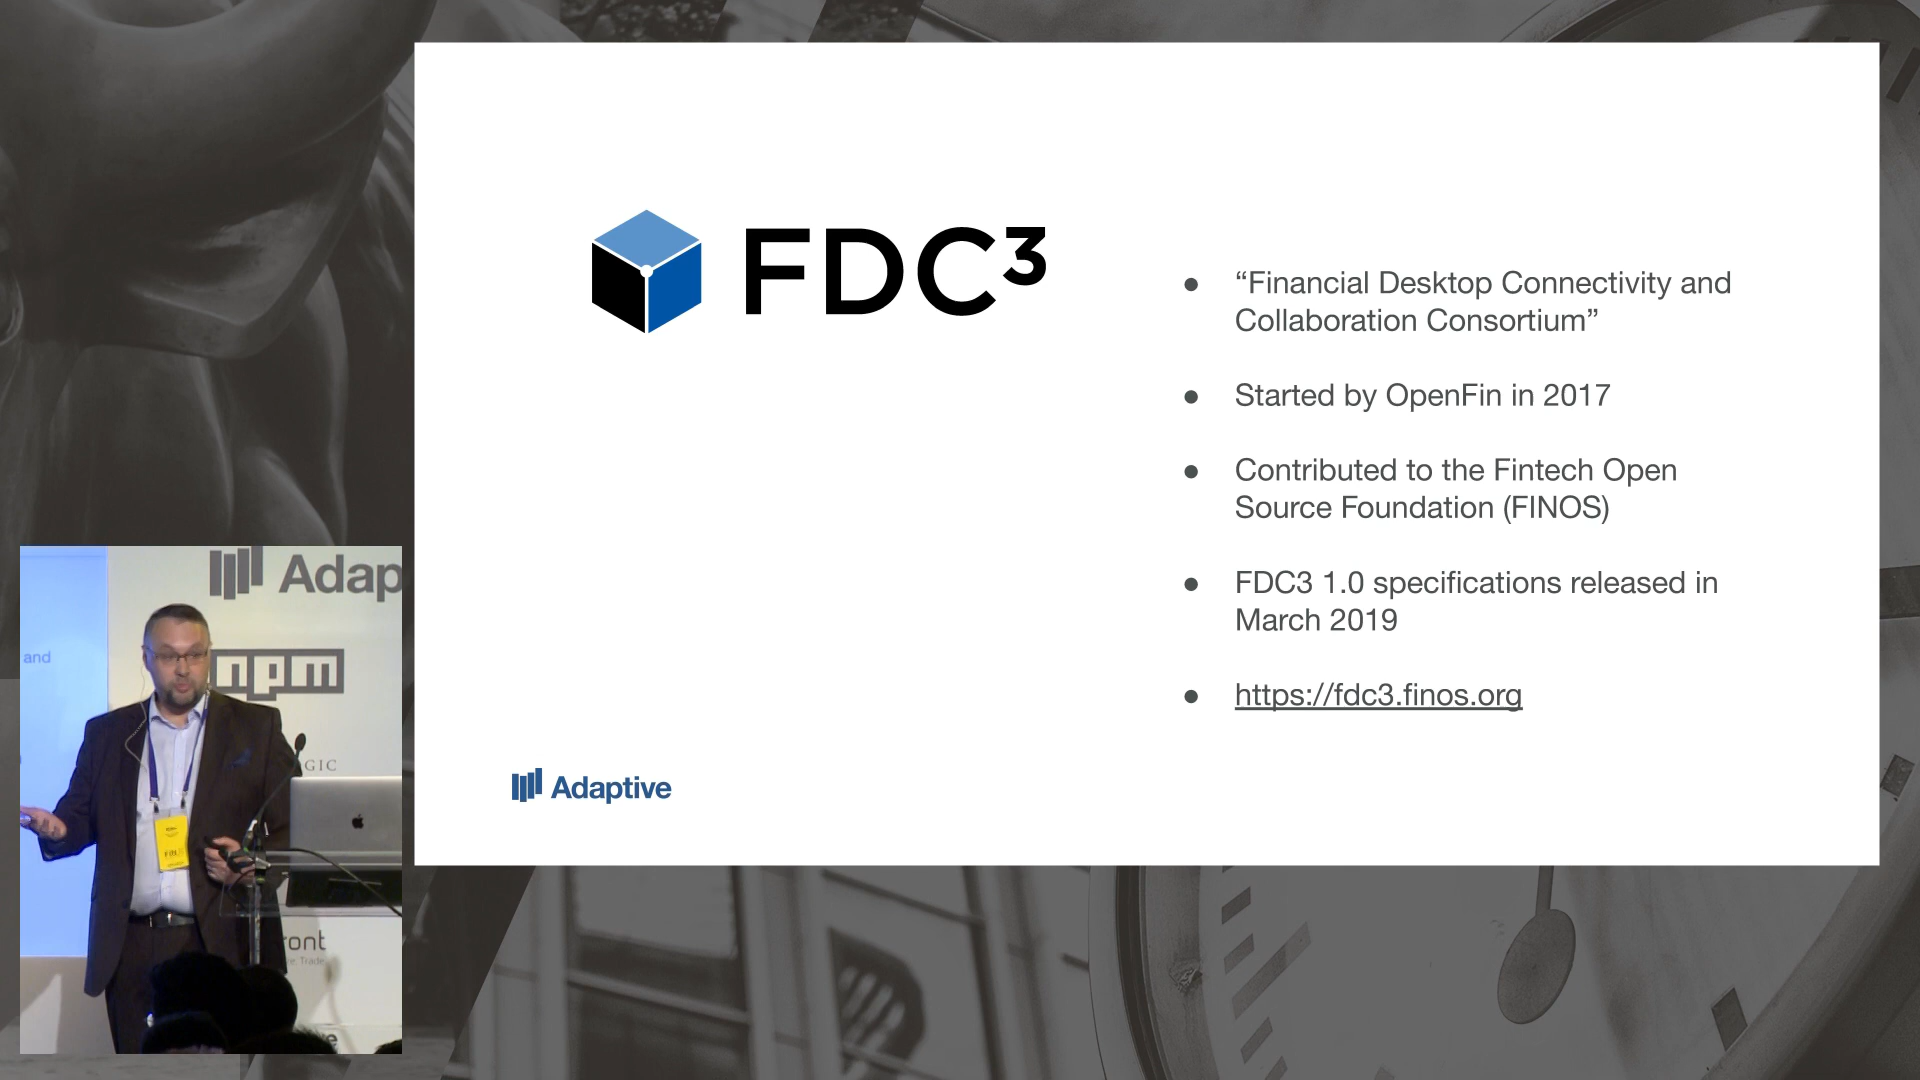 FDC³
“Financial Desktop Connectivity and
Collaboration Consortium”
Started by OpenFin in 2017
Contributed to the Fintech Open
Source Foundation (FINOS)
FDC3 1.0 specifications released in
March 2019
https://fdc3.finos.org
Adaptive
Adap
and
npm
GIC
ront